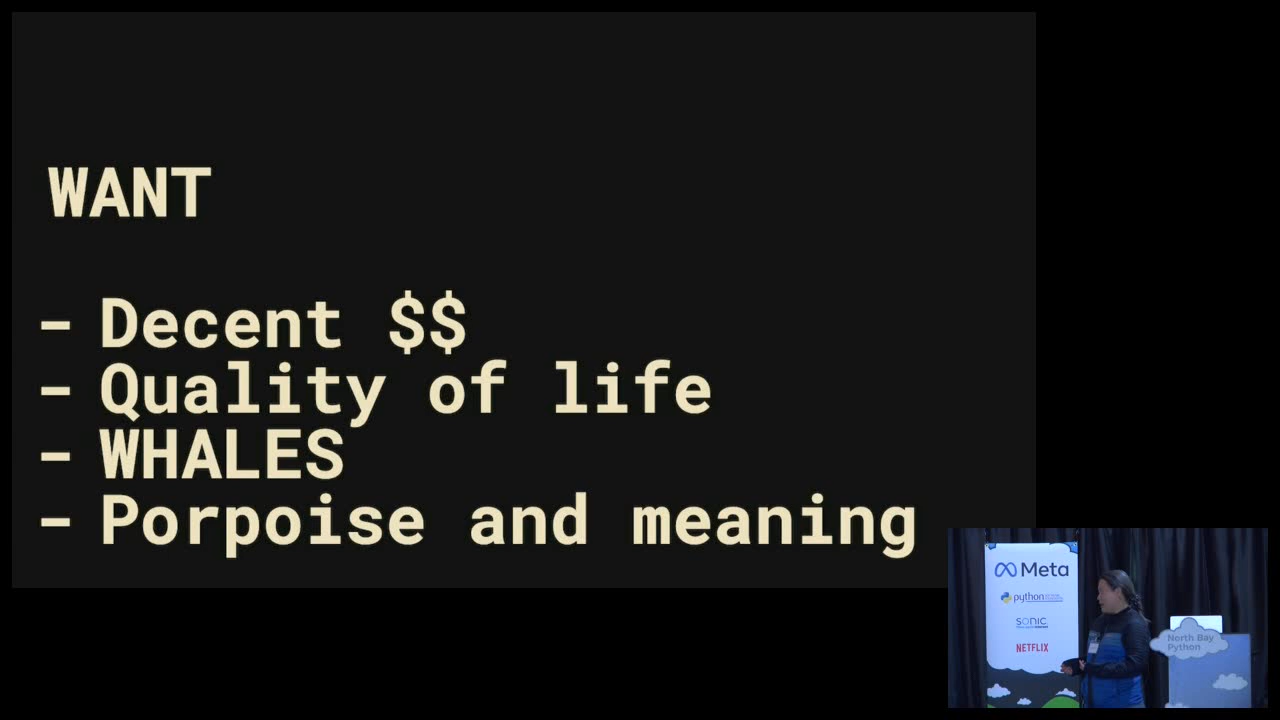 WANT
- Decent $$
- Quality of life
- WHALES
- Porpoise and meaning
Meta
python
sonic
NETFLIX
North Bay
Python